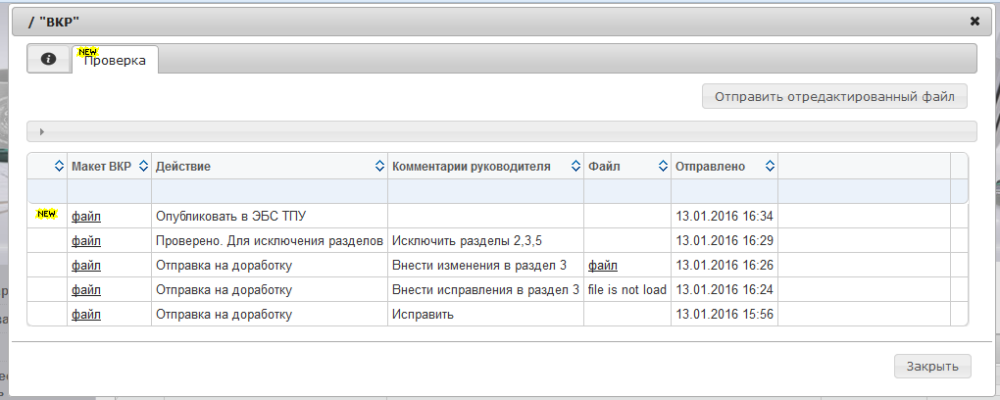 / "ВКР"
NEW
Проверка
Отправить отредактированный файл
Макет ВКР Действие Комментарии руководителя Файл Отправлено
NEW файл Опубликовать в ЭБС ТПУ 13.01.2016 16:34
файл Проверено. Для исключения разделов Исключить разделы 2,3,5 13.01.2016 16:29
файл Отправка на доработку Внести изменения в раздел 3 файл 13.01.2016 16:26
файл Отправка на доработку Внести исправления в раздел 3 file is not load 13.01.2016 16:24
файл Отправка на доработку Исправить 13.01.2016 15:56
Закрыть